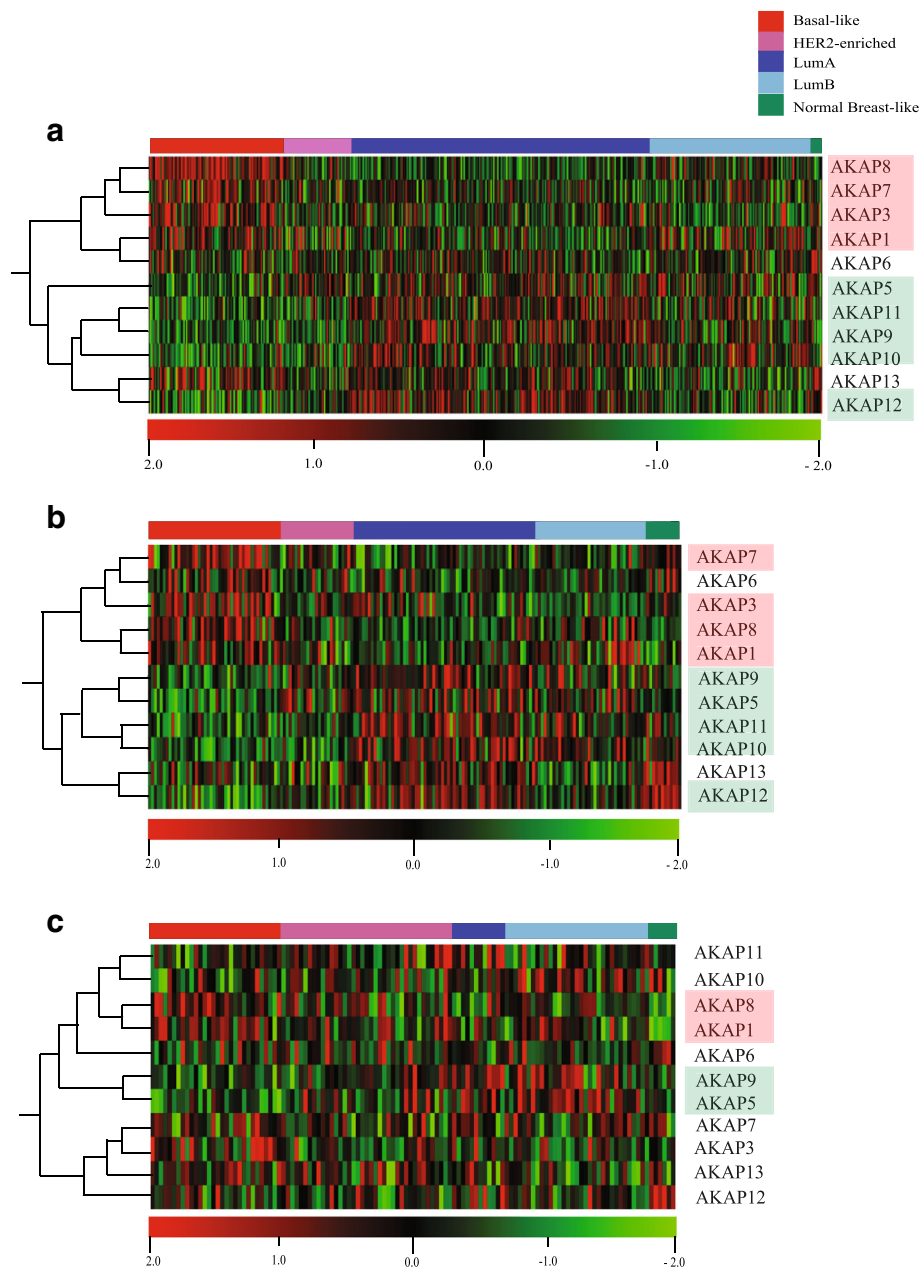 Basal-like
HER2-enriched
LumA
LumB
Normal Breast-like
a
AKAP8
AKAP7
AKAP3
AKAP1
AKAP6
AKAP5
AKAP11
AKAP9
AKAP10
AKAP13
AKAP12
2.0 1.0 0.0 -1.0 - 2.0
b
AKAP7
AKAP6
AKAP3
AKAP8
AKAP1
AKAP9
AKAP5
AKAP11
AKAP10
AKAP13
AKAP12
2.0 1.0 0.0 -1.0 - 2.0
c
AKAP11
AKAP10
AKAP8
AKAP1
AKAP6
AKAP9
AKAP5
AKAP7
AKAP3
AKAP13
AKAP12
2.0 1.0 0.0 -1.0 - 2.0